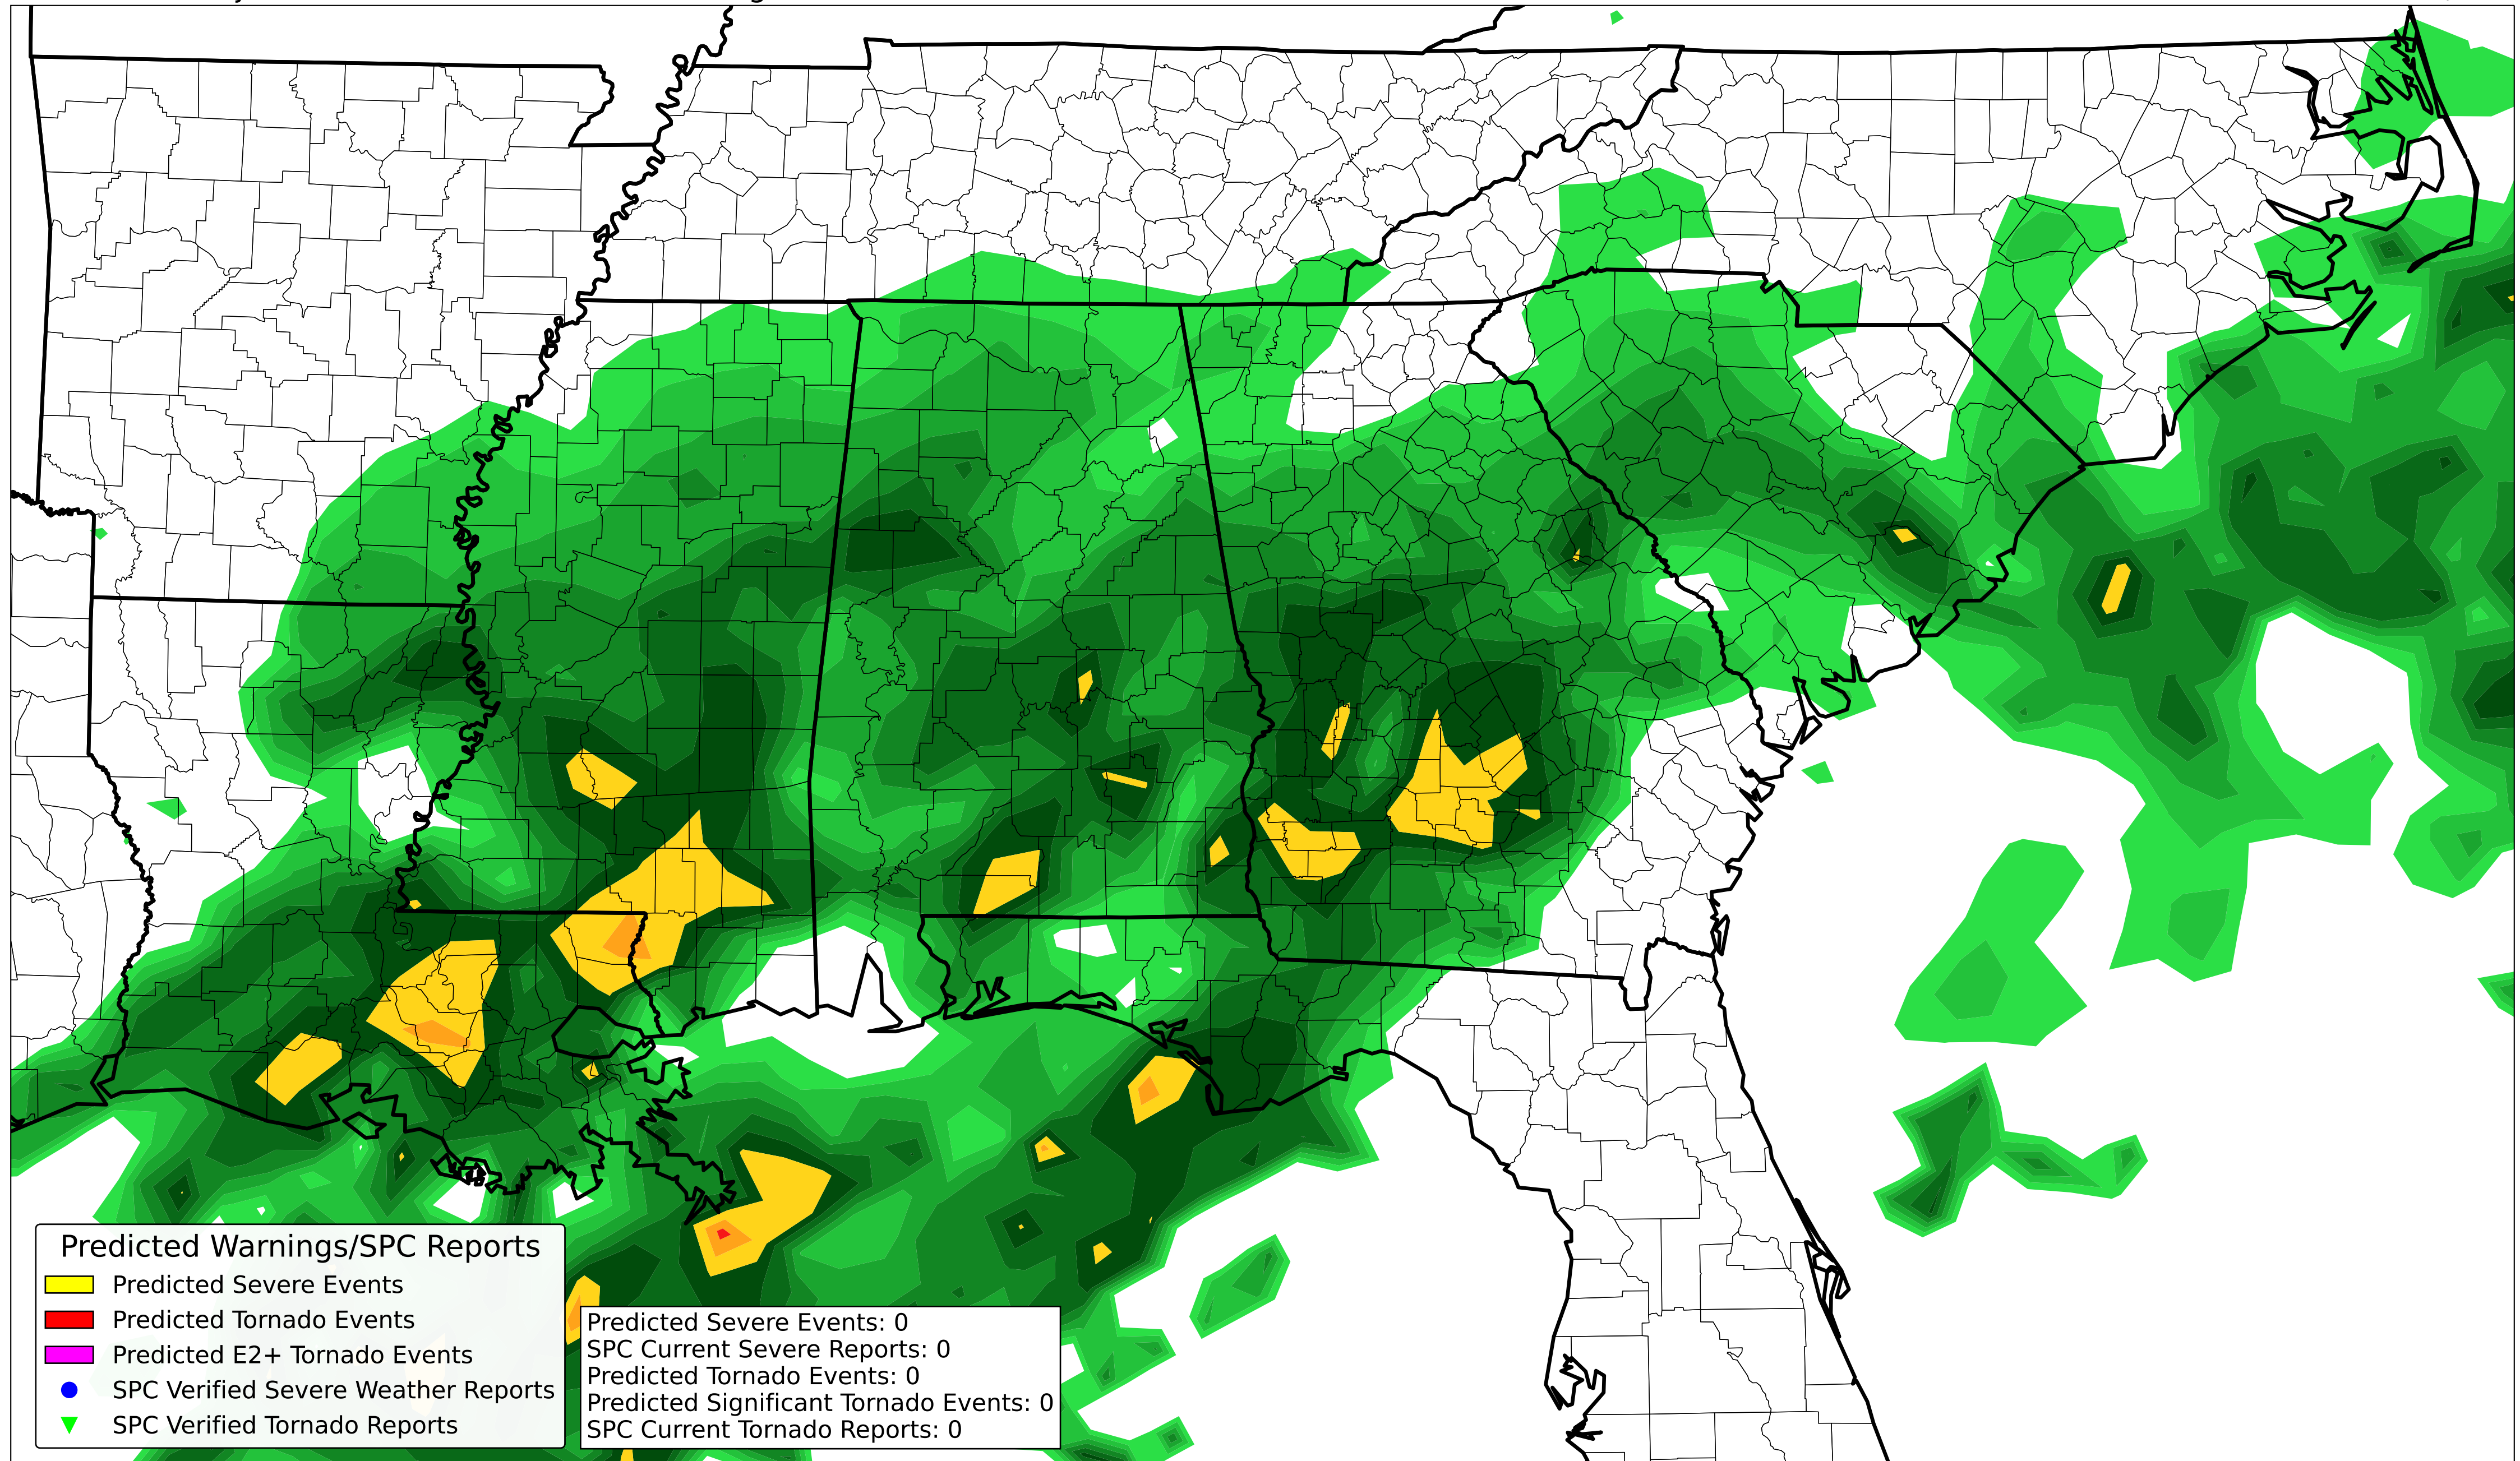 Predicted Warnings/SPC Reports
Predicted Severe Events
Predicted Tornado Events
Predicted E2+ Tornado Events
SPC Verified Severe Weather Reports
SPC Verified Tornado Reports
Predicted Severe Events: 0
SPC Current Severe Reports: 0
Predicted Tornado Events: 0
Predicted Significant Tornado Events: 0
SPC Current Tornado Reports: 0